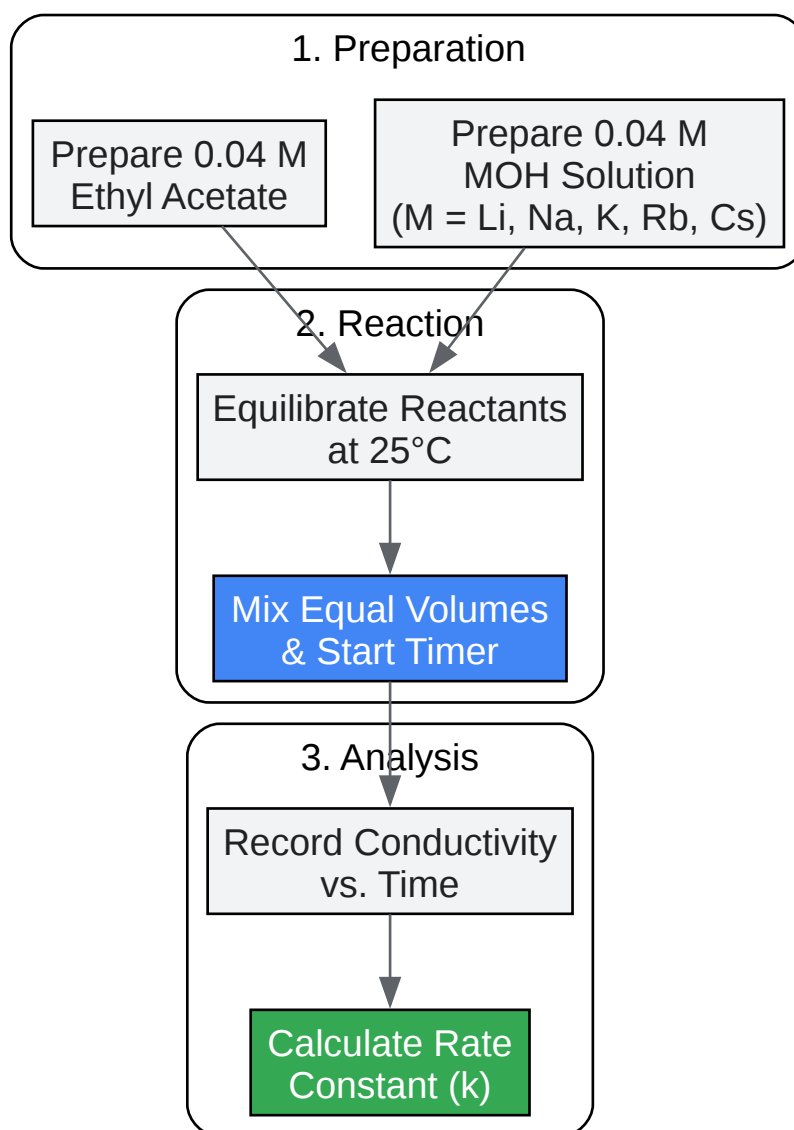 1. Preparation
Prepare 0.04 M
Ethyl Acetate
Prepare 0.04 M
MOH Solution
(M = Li, Na, K, Rb, Cs)
2. Reaction
Equilibrate Reactants
at 25°C
Mix Equal Volumes
& Start Timer
3. Analysis
Record Conductivity
vs. Time
Calculate Rate
Constant (k)